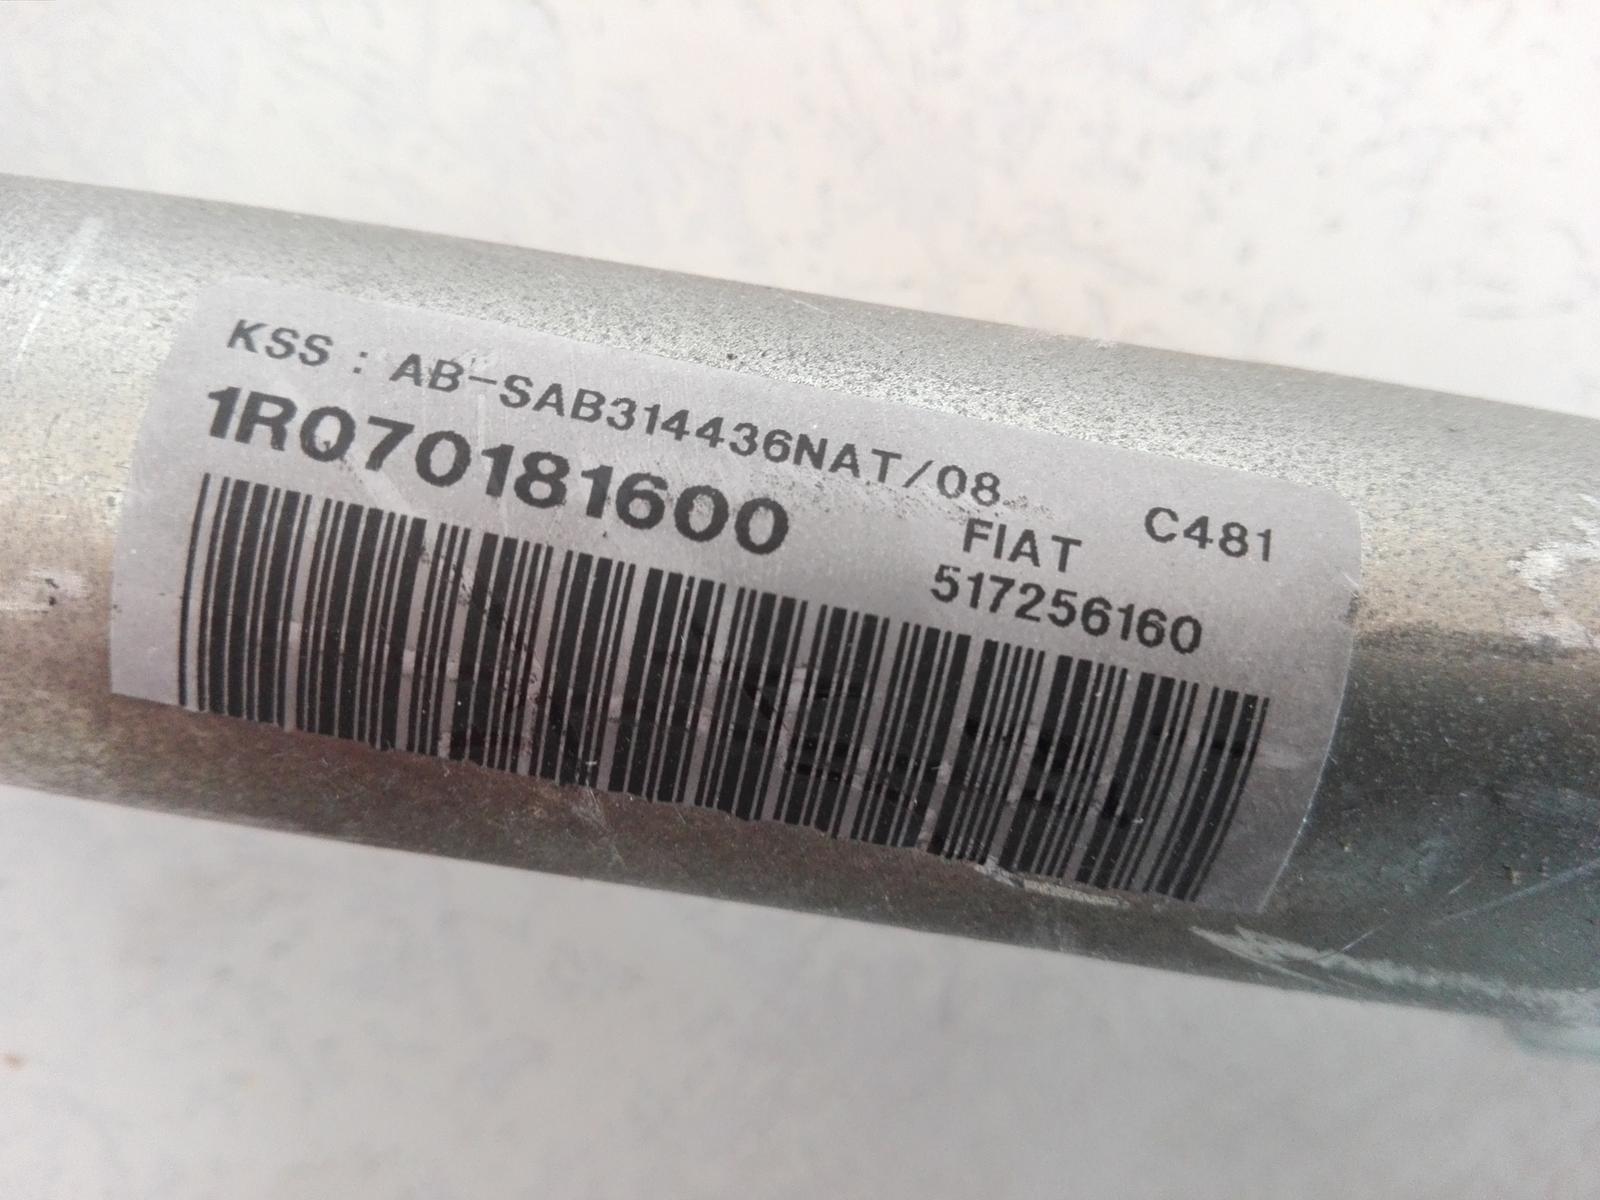 KSS : AB-SAB314436NAT/08
1R070181600
C481
FIAT
517256160